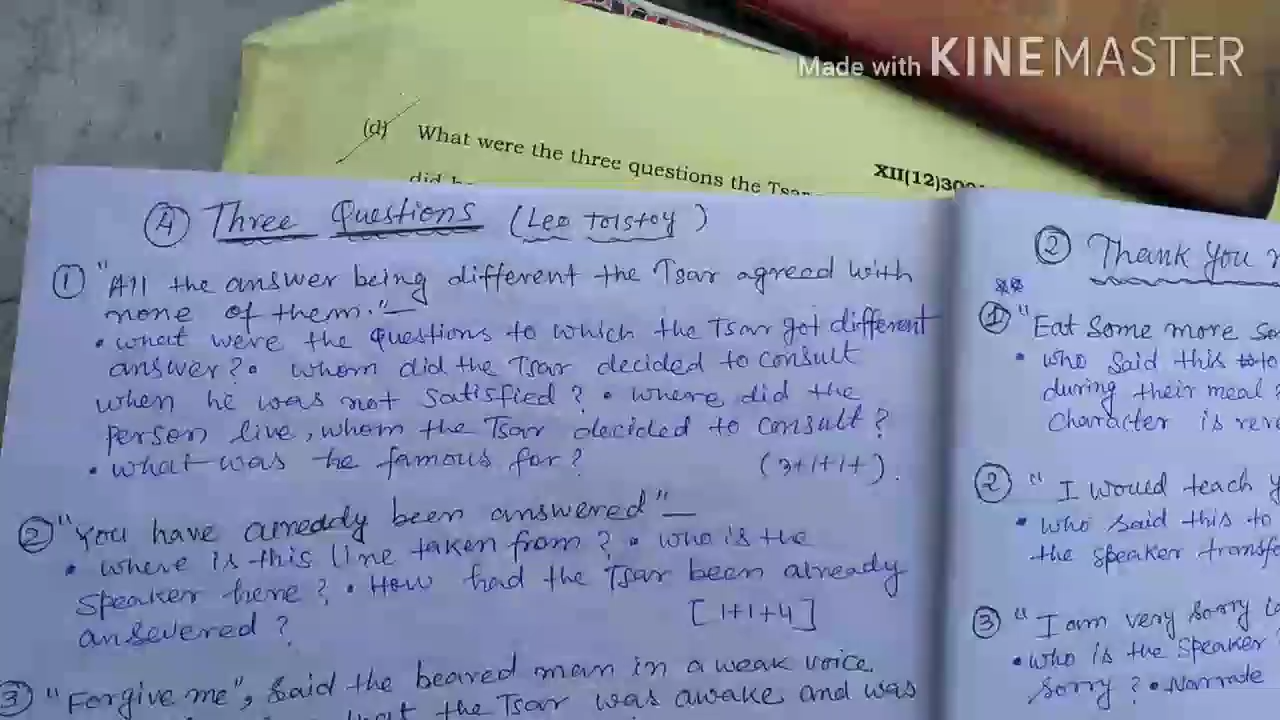 Made with KINEMASTER
(d) What were the three questions the Tsar
XII(12)300
④ Three Questions (Leo Tolstoy)
① "All the answer being different the Tsar agreed with
none of them."—
• what were the Questions to which the Tsar got different
answer? • whom did the Tsar decided to consult
when he was not satisfied? • where did the
person live, whom the Tsar decided to consult?
• what was the famous for? (3+1+1+).
② "You have already been answered"—
• where is this line taken from? • who is the
speaker here? • How had the Tsar been already
ansevered? [1+1+4]
③ "Forgive me", said the beared man in a weak voice.
that the Tsar was awake and was
② Thank You
① "Eat Some more
• who said this to
during their meal
character is
② "I would teach
• who said this to
the speaker
③ "I am very sorry
• who is the speaker
sorry? • Narrate